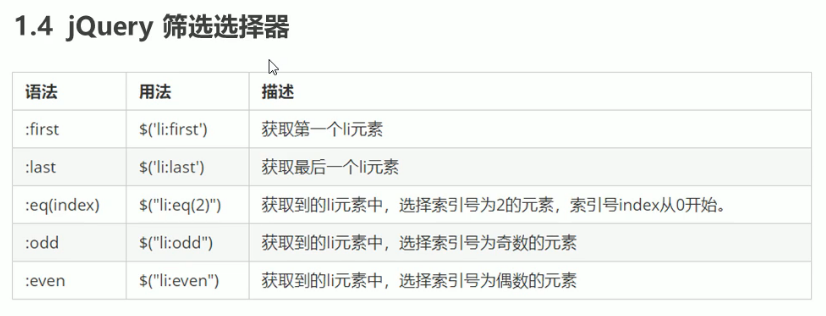 1.4 jQuery 筛选选择器
语法 用法 描述
:first $('li:first') 获取第一个li元素
:last $('li:last') 获取最后一个li元素
:eq(index) $("li:eq(2)") 获取到的li元素中，选择索引号为2的元素，索引号index从0开始。
:odd $("li:odd") 获取到的li元素中，选择索引号为奇数的元素
:even $("li:even") 获取到的li元素中，选择索引号为偶数的元素